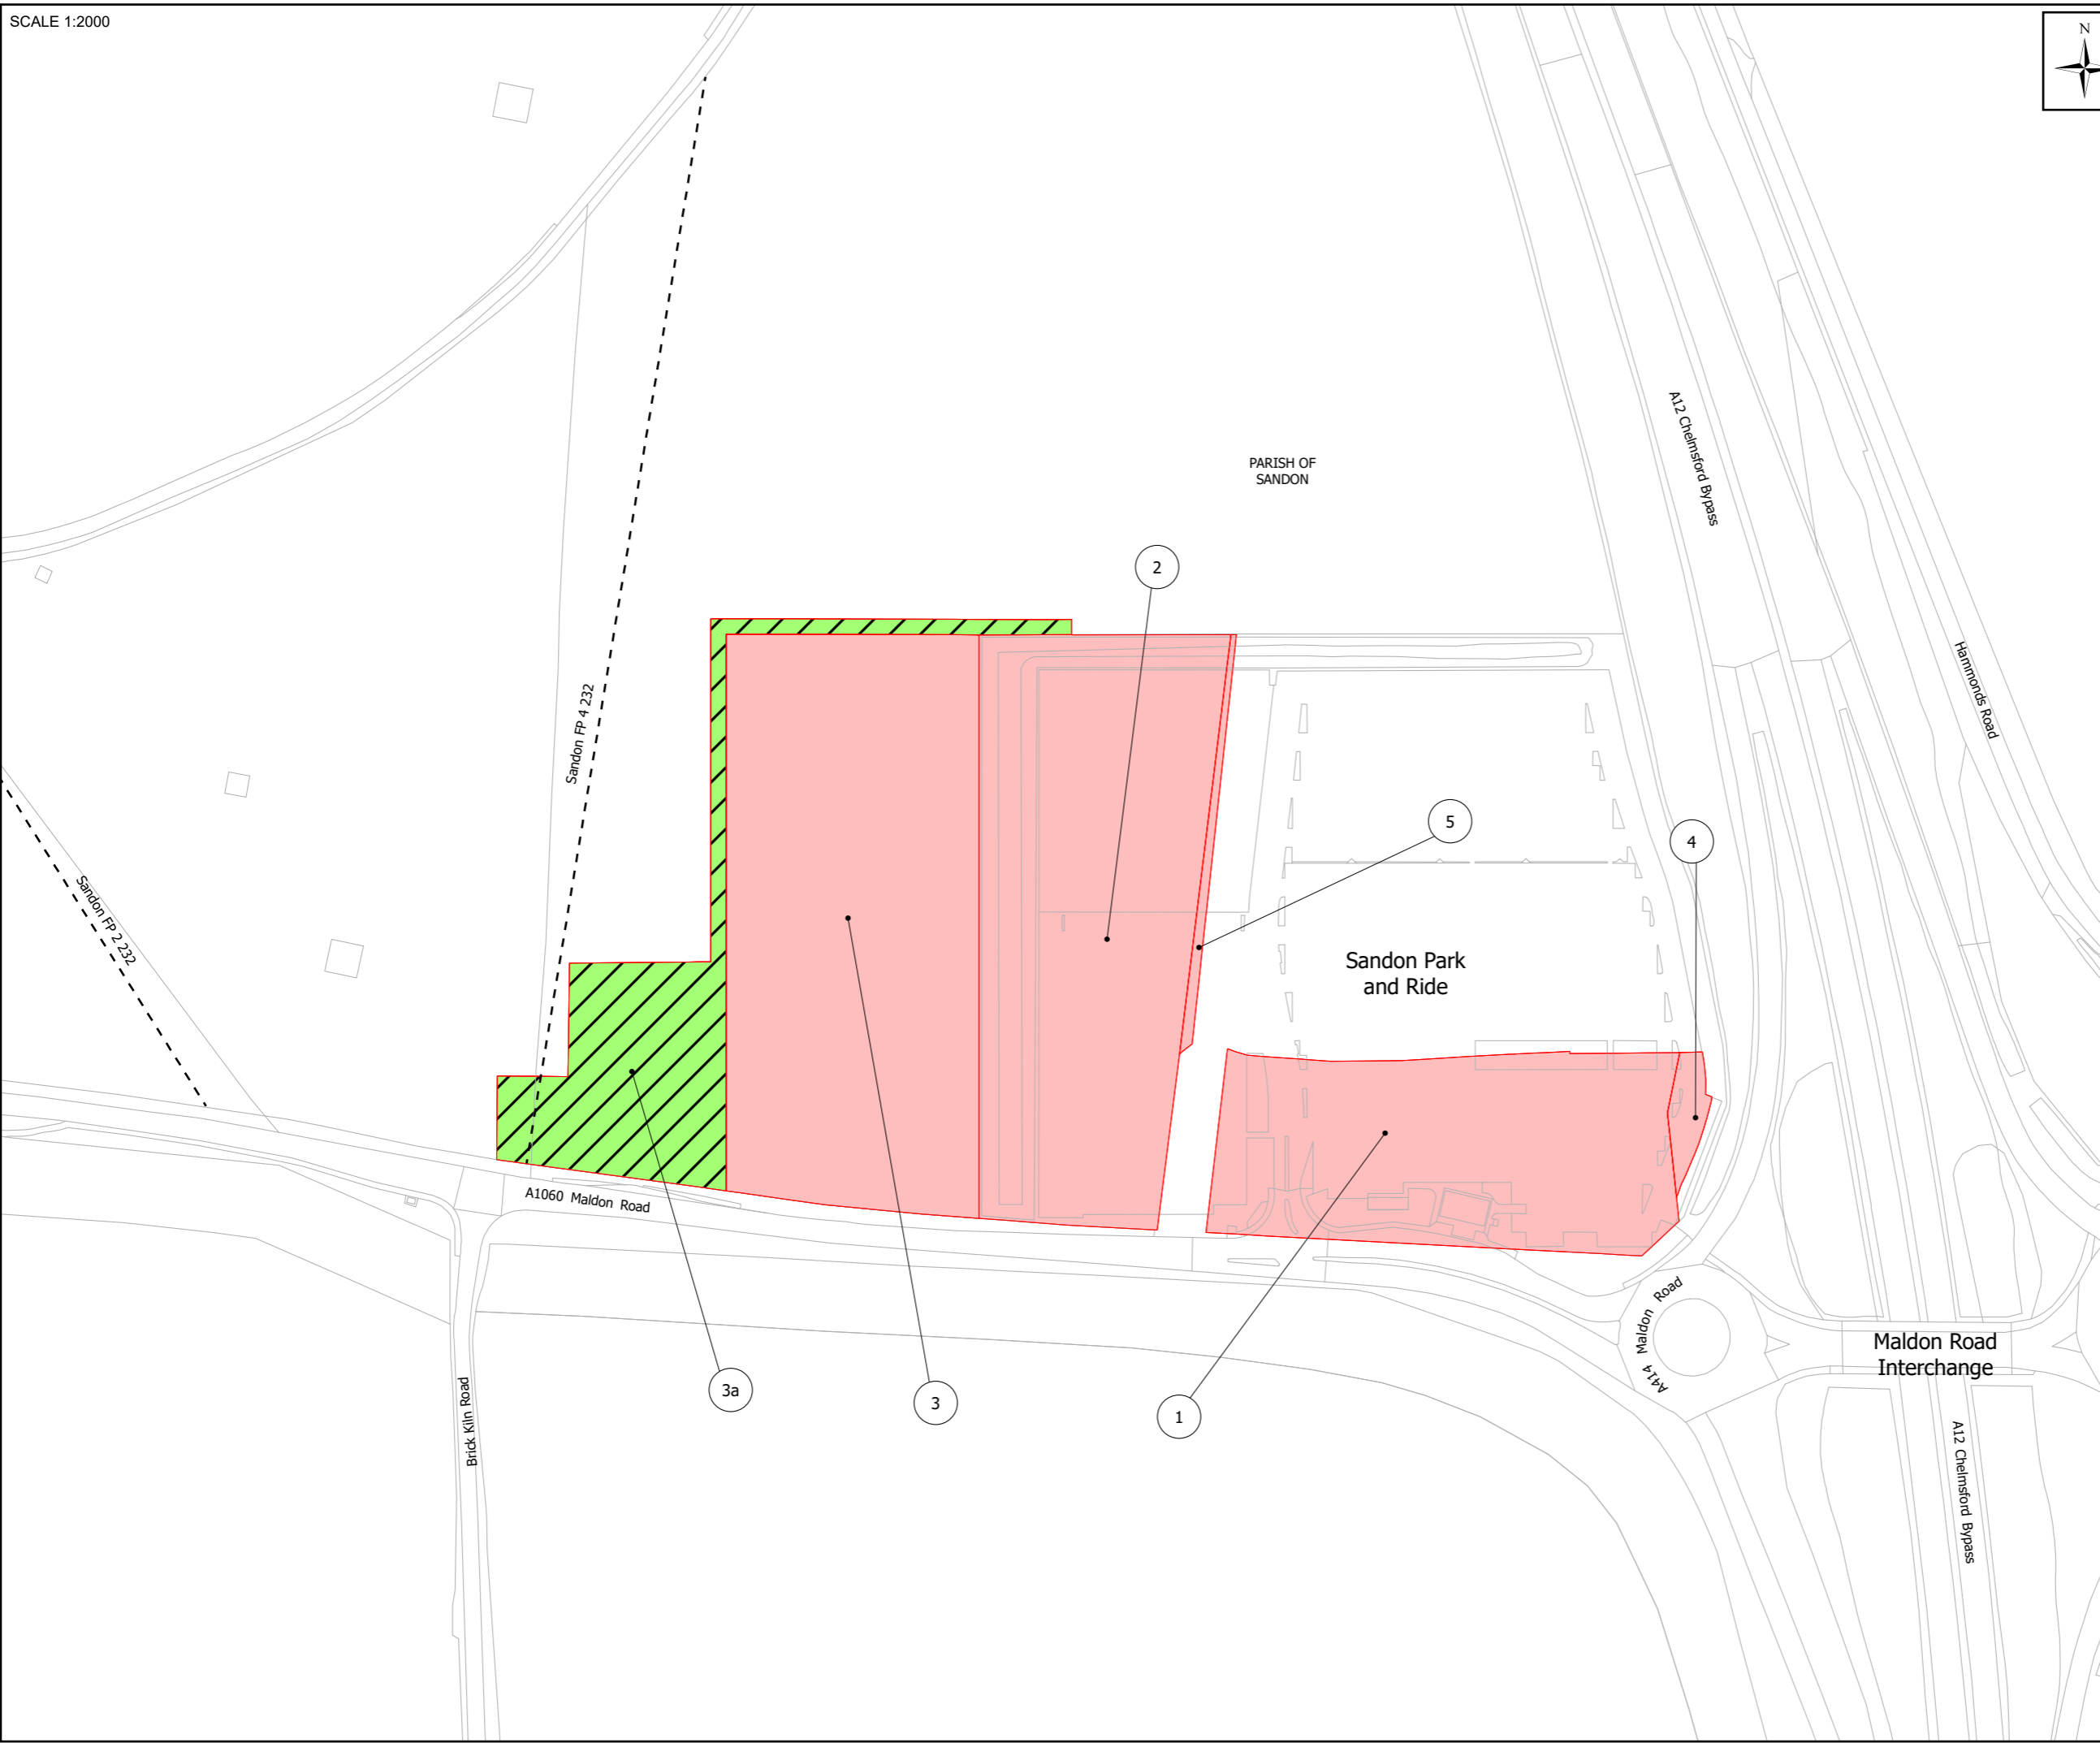 SCALE 1:2000
N
A12 Chelmsford Bypass
PARISH OF
SANDON
2
Hammonds Road
Sandon FP 4 232
5
4
Sandon FP 2 232
Sandon Park
and Ride
A1060 Maldon Road
A414 Maldon Road
Maldon Road
Interchange
3a
3
1
Brick Kiln Road
A12 Chelmsford Bypass